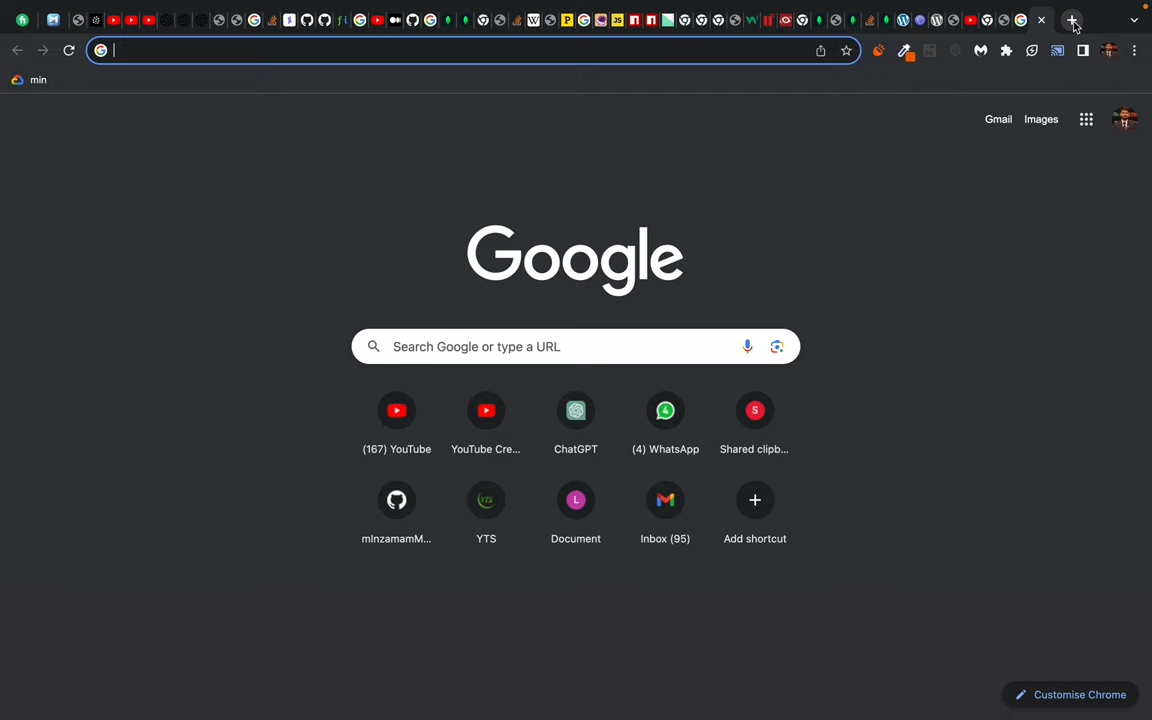 min
Gmail Images
Google
Search Google or type a URL
(167) YouTube YouTube Cre... ChatGPT (4) WhatsApp Shared clipb...
mInzamamM... YTS Document Inbox (95) Add shortcut
Customise Chrome